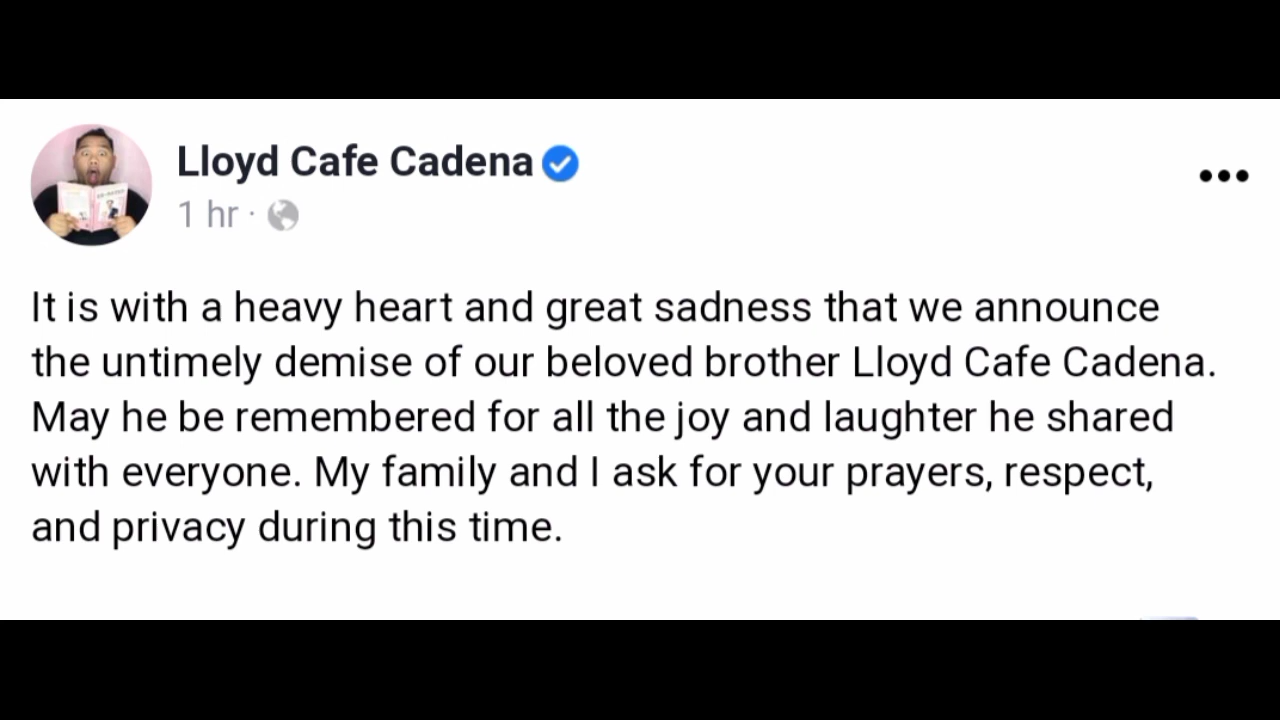 Lloyd Cafe Cadena
1 hr ·
It is with a heavy heart and great sadness that we announce
the untimely demise of our beloved brother Lloyd Cafe Cadena.
May he be remembered for all the joy and laughter he shared
with everyone. My family and I ask for your prayers, respect,
and privacy during this time.